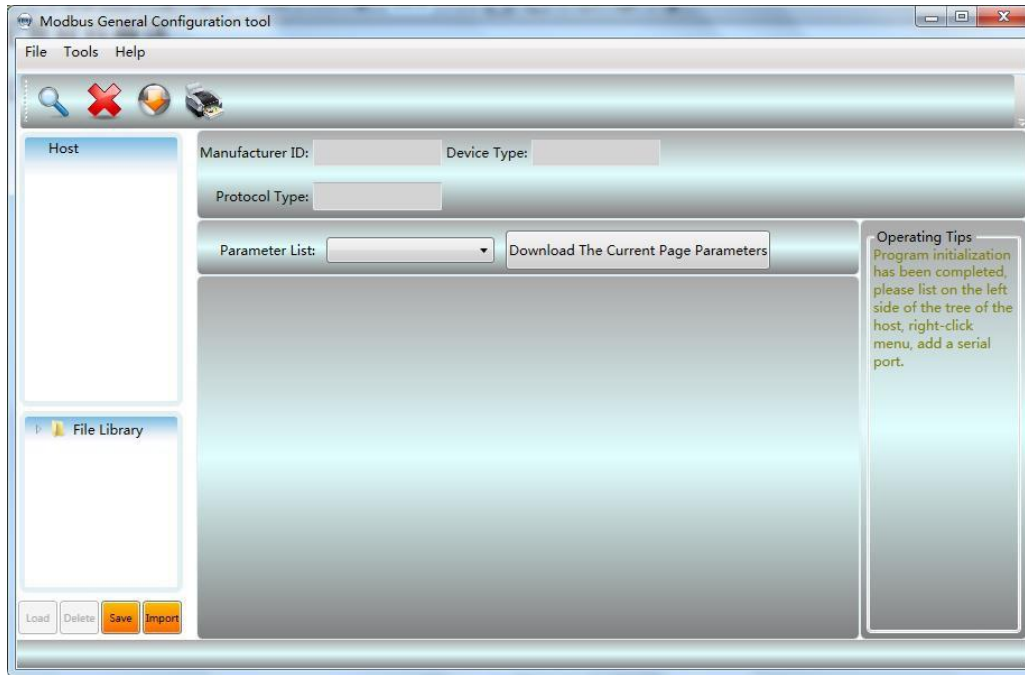 Modbus General Configuration tool
File Tools Help
Host
Manufacturer ID:
Device Type:
Protocol Type:
Parameter List:
Download The Current Page Parameters
Operating Tips
Program initialization
has been completed,
please list on the left
side of the tree of the
host, right-click
menu, add a serial
port.
File Library
Load Delete Save Import